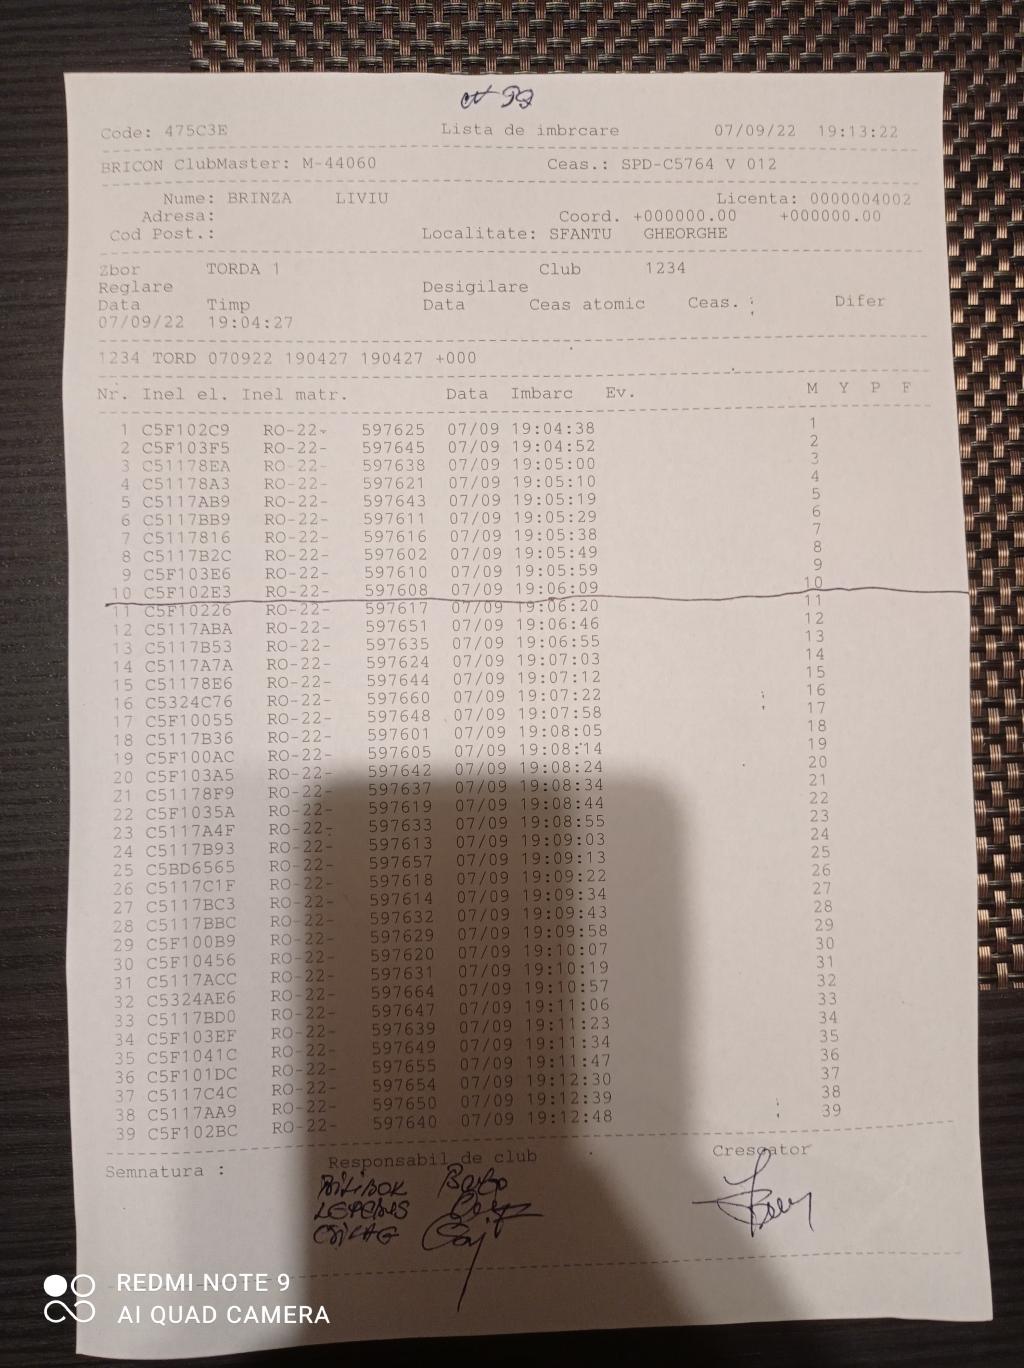 Code: 475C3E Lista de imbrcare 07/09/22 19:13:22
BRICON ClubMaster: M-44060 Ceas.: SPD-C5764 V 012
Nume: BRINZA LIVIU Licenta: 0000004002
Adresa: Coord. +000000.00 +000000.00
Cod Post.: Localitate: SFANTU GHEORGHE
Zbor TORDA 1 Club 1234
Reglare Desigilare
Data Timp Data Ceas atomic Ceas. Difer
07/09/22 19:04:27
1234 TORD 070922 190427 190427 +000
Nr. Inel el. Inel matr. Data Imbarc Ev. M Y P F
1 C5F102C9 RO-22- 597625 07/09 19:04:38 1
2 C5F103F5 RO-22- 597645 07/09 19:04:52 2
3 C51178EA RO-22- 597638 07/09 19:05:00 3
4 C51178A3 RO-22- 597621 07/09 19:05:10 4
5 C5117AB9 RO-22- 597643 07/09 19:05:19 5
6 C5117BB9 RO-22- 597611 07/09 19:05:29 6
7 C5117816 RO-22- 597616 07/09 19:05:38 7
8 C5117B2C RO-22- 597602 07/09 19:05:49 8
9 C5F103E6 RO-22- 597610 07/09 19:05:59 9
10 C5F102E3 RO-22- 597608 07/09 19:06:09 10
11 C5F10226 RO-22- 597617 07/09 19:06:20 11
12 C5117ABA RO-22- 597651 07/09 19:06:46 12
13 C5117B53 RO-22- 597635 07/09 19:06:55 13
14 C5117A7A RO-22- 597624 07/09 19:07:03 14
15 C51178E6 RO-22- 597644 07/09 19:07:12 15
16 C5324C76 RO-22- 597660 07/09 19:07:22 16
17 C5F10055 RO-22- 597648 07/09 19:07:58 17
18 C5117B36 RO-22- 597601 07/09 19:08:05 18
19 C5F100AC RO-22- 597605 07/09 19:08:14 19
20 C5F103A5 RO-22- 597642 07/09 19:08:24 20
21 C51178F9 RO-22- 597637 07/09 19:08:34 21
22 C5F1035A RO-22- 597619 07/09 19:08:44 22
23 C5117A4F RO-22- 597633 07/09 19:08:55 23
24 C5117B93 RO-22- 597613 07/09 19:09:03 24
25 C5BD6565 RO-22- 597657 07/09 19:09:13 25
26 C5117C1F RO-22- 597618 07/09 19:09:22 26
27 C5117BC3 RO-22- 597614 07/09 19:09:34 27
28 C5117BBC RO-22- 597632 07/09 19:09:43 28
29 C5F100B9 RO-22- 597629 07/09 19:09:58 29
30 C5F10456 RO-22- 597620 07/09 19:10:07 30
31 C5117ACC RO-22- 597631 07/09 19:10:19 31
32 C5324AE6 RO-22- 597664 07/09 19:10:57 32
33 C5117BD0 RO-22- 597647 07/09 19:11:06 33
34 C5F103EF RO-22- 597639 07/09 19:11:23 34
35 C5F1041C RO-22- 597649 07/09 19:11:34 35
36 C5F101DC RO-22- 597655 07/09 19:11:47 36
37 C5117C4C RO-22- 597654 07/09 19:12:30 37
38 C5117AA9 RO-22- 597650 07/09 19:12:39 38
39 C5F102BC RO-22- 597640 07/09 19:12:48 39
Semnatura : Responsabil de club Crescator
REDMI NOTE 9
AI QUAD CAMERA